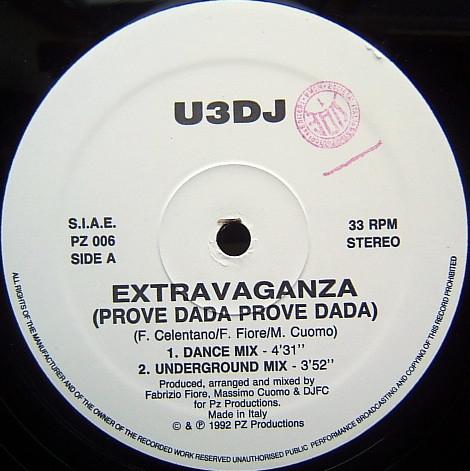 U3DJ
S.I.A.E.
PZ 006
SIDE A
33 RPM
STEREO
EXTRAVAGANZA
(PROVE DADA PROVE DADA)
(F. Celentano/F. Fiore/M. Cuomo)
1. DANCE MIX - 4'31''
2. UNDERGROUND MIX - 3'52''
Produced, arranged and mixed by
Fabrizio Fiore, Massimo Cuomo & DJFC
for Pz Productions.
Made in Italy
© & ℗ 1992 PZ Productions
ALL RIGHTS OF THE MANUFACTURER AND OF THE OWNER OF THE RECORDED WORK RESERVED UNAUTHORISED PUBLIC PERFORMANCE BROADCASTING AND COPYING OF THIS RECORD PROHIBITED